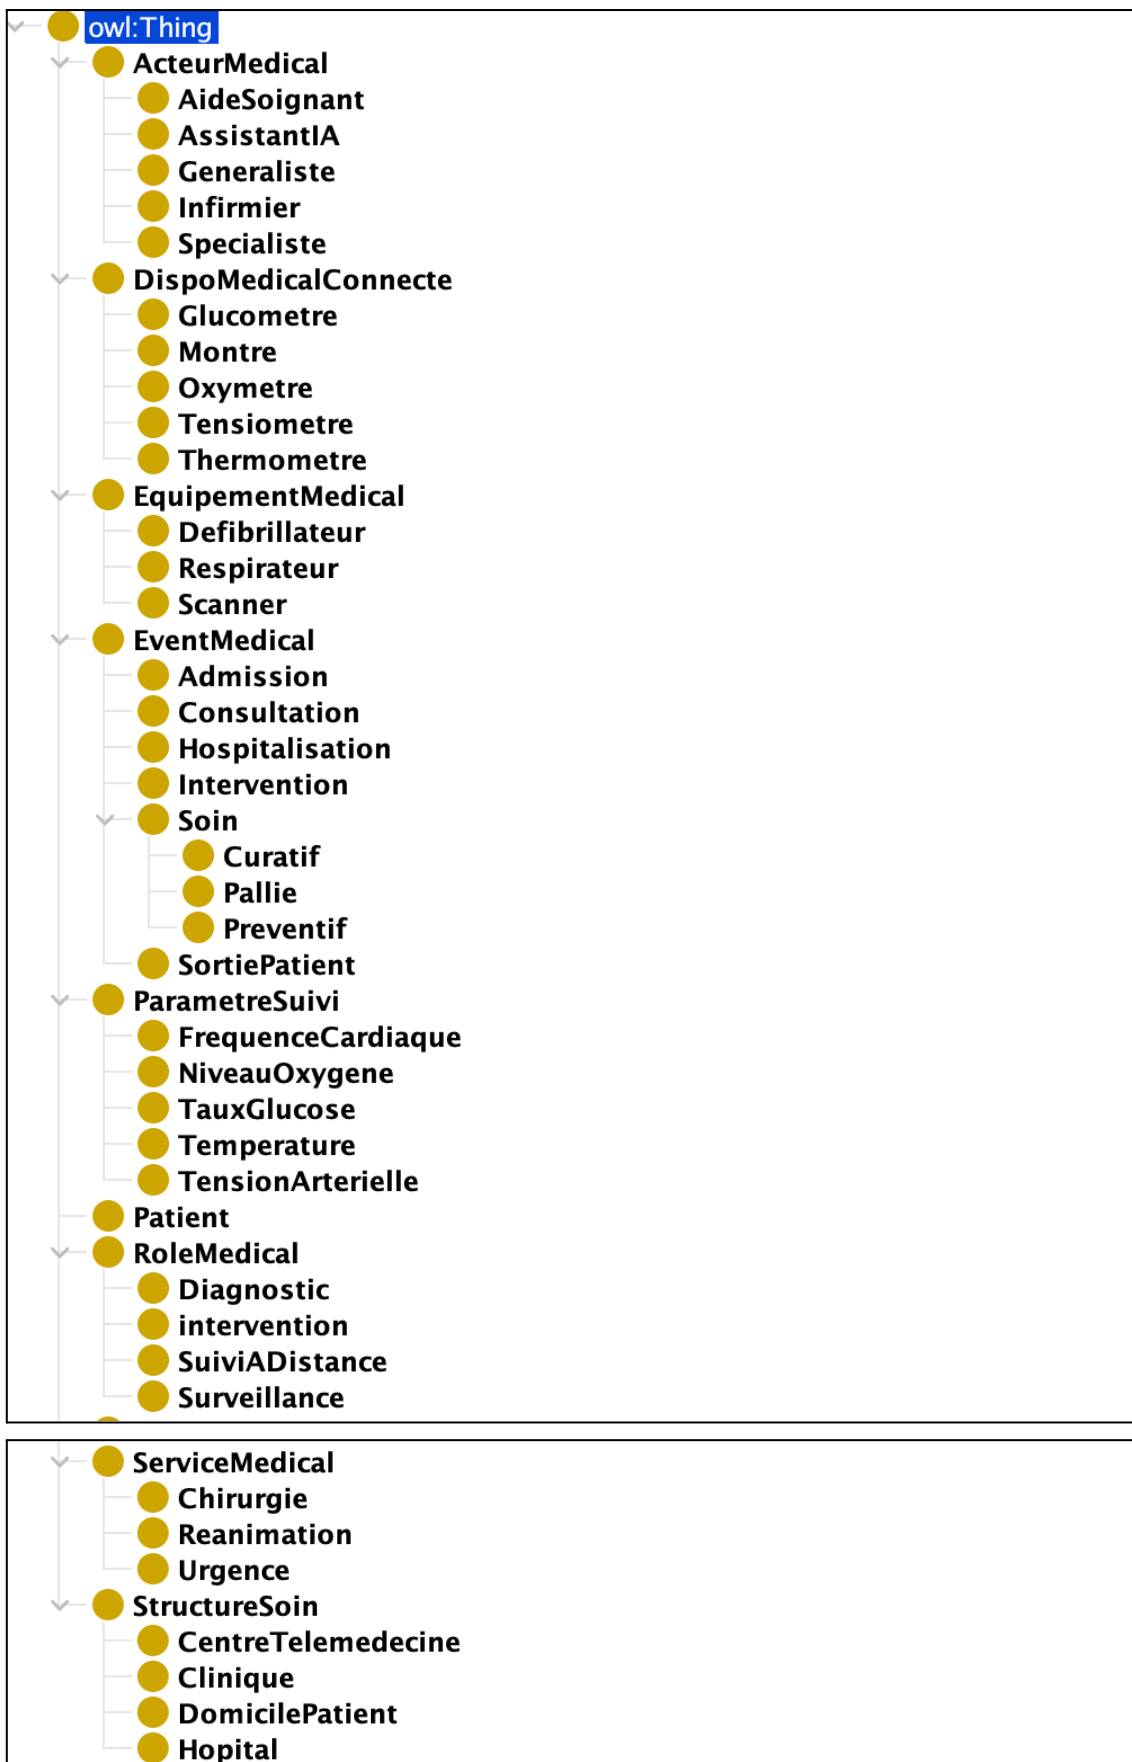 owl:Thing
ActeurMedical
AideSoignant
AssistantIA
Generaliste
Infirmier
Specialiste
DispoMedicalConnecte
Glucometre
Montre
Oxymetre
Tensiometre
Thermometre
EquipementMedical
Defibrillateur
Respirateur
Scanner
EventMedical
Admission
Consultation
Hospitalisation
Intervention
Soin
Curatif
Pallie
Preventif
SortiePatient
ParametreSuivi
FrequenceCardiaque
NiveauOxygene
TauxGlucose
Temperature
TensionArterielle
Patient
RoleMedical
Diagnostic
intervention
SuiviADistance
Surveillance
ServiceMedical
Chirurgie
Reanimation
Urgence
StructureSoin
CentreTelemedecine
Clinique
DomicilePatient
Hopital